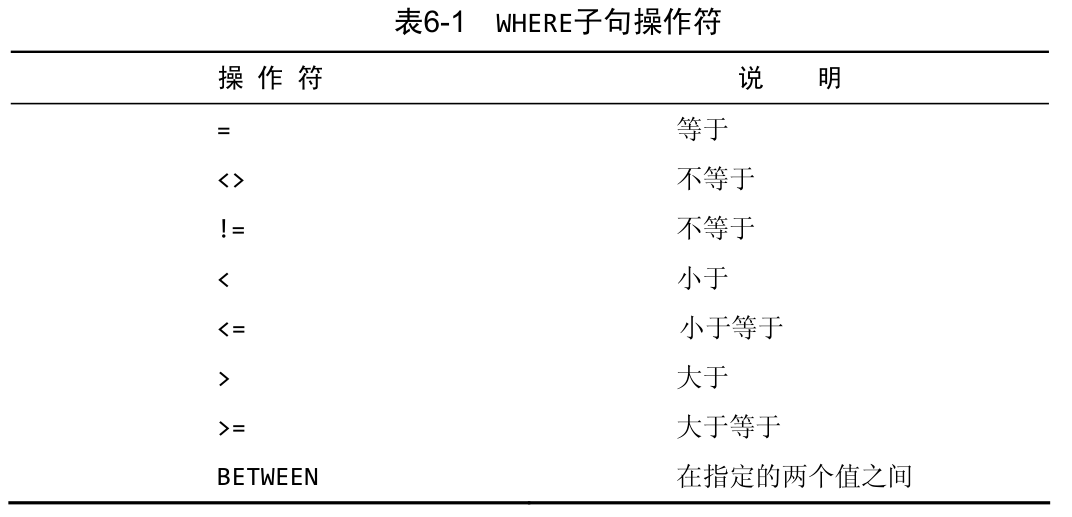 表6-1 WHERE子句操作符
操 作 符 说 明
= 等于
<> 不等于
!= 不等于
< 小于
<= 小于等于
> 大于
>= 大于等于
BETWEEN 在指定的两个值之间